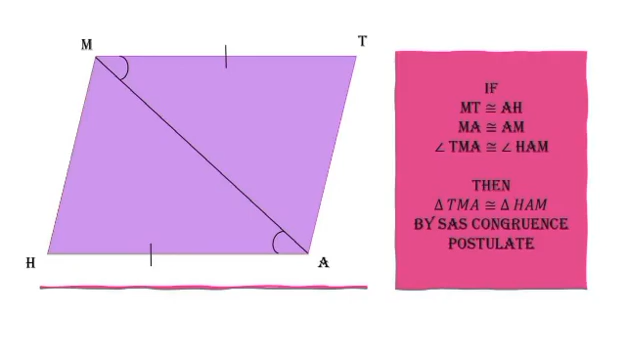 M
T
H
A
IF
MT ≅ AH
MA ≅ AM
∠ TMA ≅ ∠ HAM
THEN
Δ TMA ≅ Δ HAM
BY SAS CONGRUENCE
POSTULATE